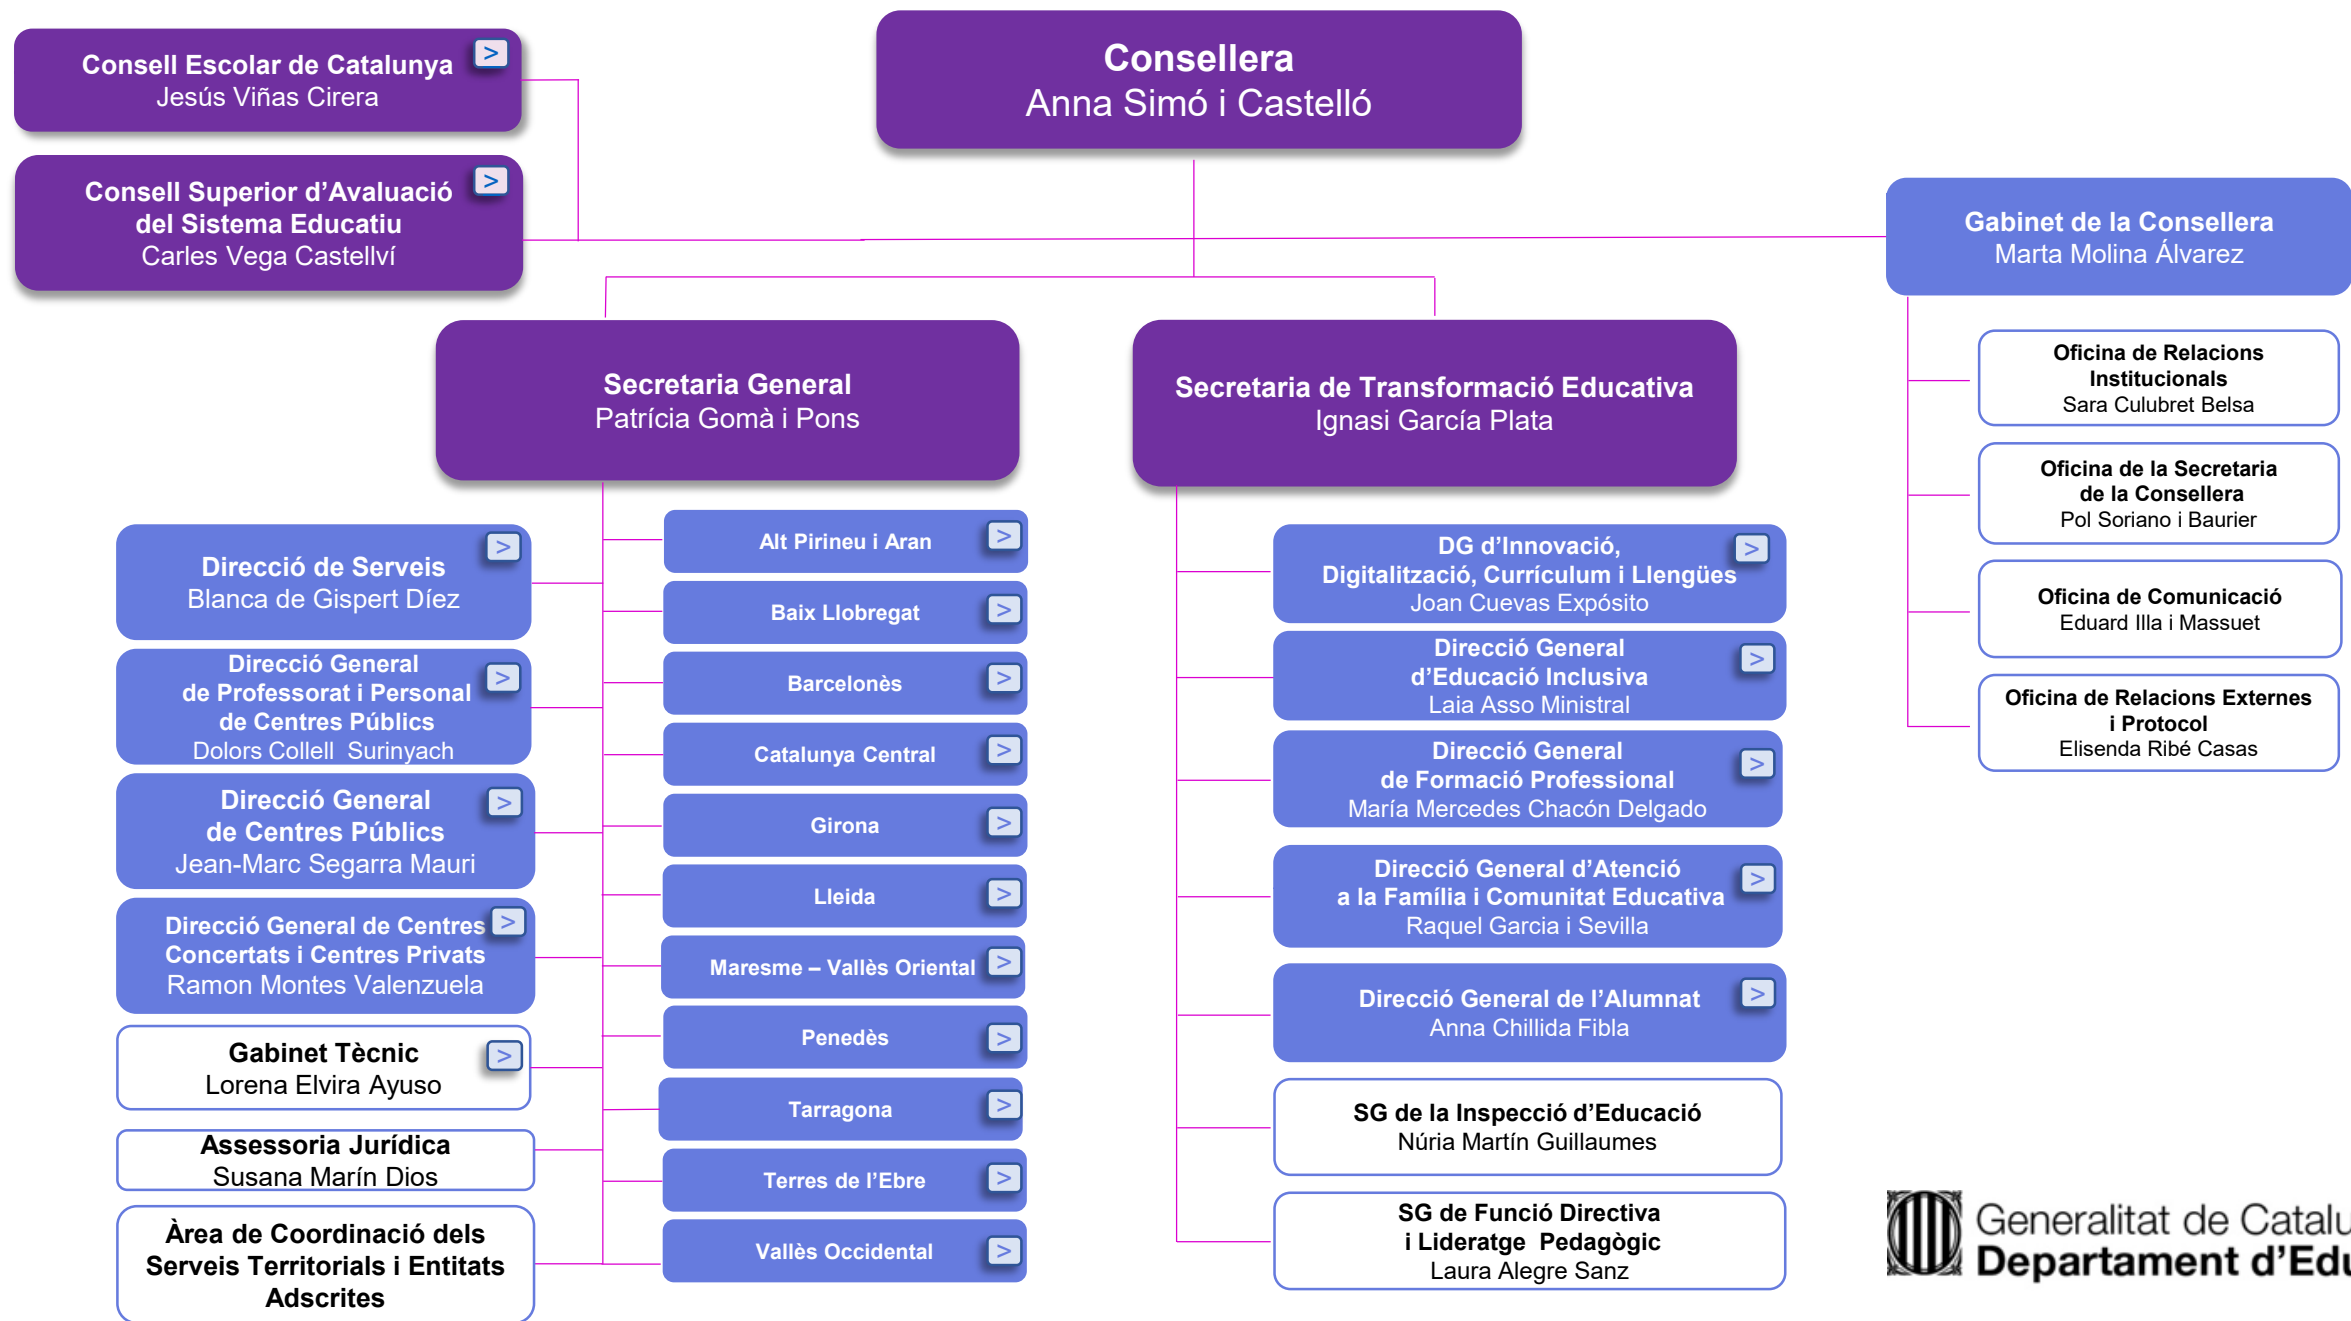 Consell Escolar de Catalunya
Jesús Viñas Cirera
>
Consell Superior d’Avaluació
del Sistema Educatiu
Carles Vega Castellví
>
Consellera
Anna Simó i Castelló
Gabinet de la Consellera
Marta Molina Álvarez
Oficina de Relacions
Institucionals
Sara Culubret Belsa
Oficina de la Secretaria
de la Consellera
Pol Soriano i Baurier
Oficina de Comunicació
Eduard Illa i Massuet
Oficina de Relacions Externes
i Protocol
Elisenda Ribé Casas
Secretaria General
Patrícia Gomà i Pons
Direcció de Serveis
Blanca de Gispert Díez
>
Direcció General
de Professorat i Personal
de Centres Públics
Dolors Collell Surinyach
>
Direcció General
de Centres Públics
Jean-Marc Segarra Mauri
>
Direcció General de Centres
Concertats i Centres Privats
Ramon Montes Valenzuela
>
Gabinet Tècnic
Lorena Elvira Ayuso
>
Assessoria Jurídica
Susana Marín Dios
Àrea de Coordinació dels
Serveis Territorials i Entitats
Adscrites
Alt Pirineu i Aran >
Baix Llobregat >
Barcelonès >
Catalunya Central >
Girona >
Lleida >
Maresme – Vallès Oriental >
Penedès >
Tarragona >
Terres de l’Ebre >
Vallès Occidental >
Secretaria de Transformació Educativa
Ignasi García Plata
DG d’Innovació,
Digitalització, Currículum i Llengües
Joan Cuevas Expósito
>
Direcció General
d’Educació Inclusiva
Laia Asso Ministral
>
Direcció General
de Formació Professional
María Mercedes Chacón Delgado
>
Direcció General d’Atenció
a la Família i Comunitat Educativa
Raquel Garcia i Sevilla
>
Direcció General de l’Alumnat
Anna Chillida Fibla
>
SG de la Inspecció d’Educació
Núria Martín Guillaumes
SG de Funció Directiva
i Lideratge Pedagògic
Laura Alegre Sanz
Generalitat de Catalu
Departament d’Edu